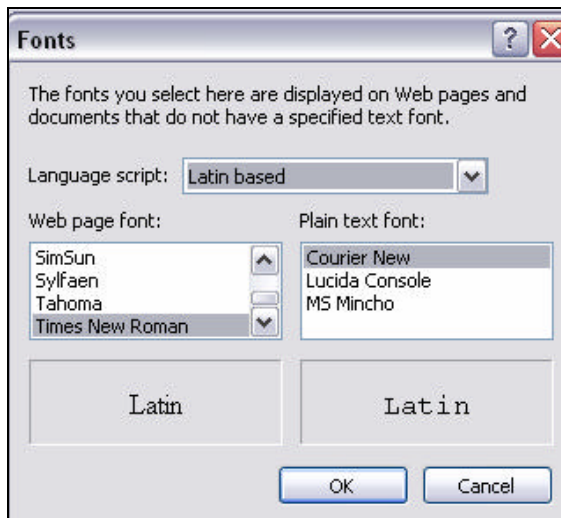 Fonts
The fonts you select here are displayed on Web pages and
documents that do not have a specified text font.
Language script: Latin based
Web page font:
SimSun
Sylfaen
Tahoma
Times New Roman
Plain text font:
Courier New
Lucida Console
MS Mincho
Latin
Latin
OK Cancel